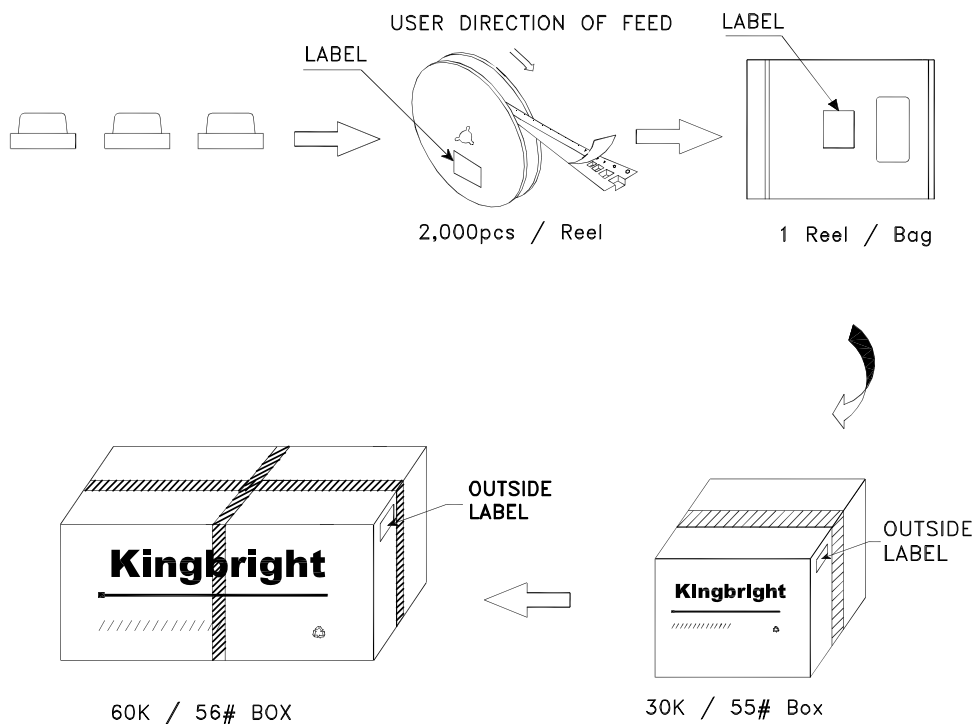 USER DIRECTION OF FEED
LABEL
LABEL
2,000pcs / Reel
1 Reel / Bag
OUTSIDE
LABEL
Kingbright
OUTSIDE
LABEL
Kingbright
60K / 56# BOX
30K / 55# Box